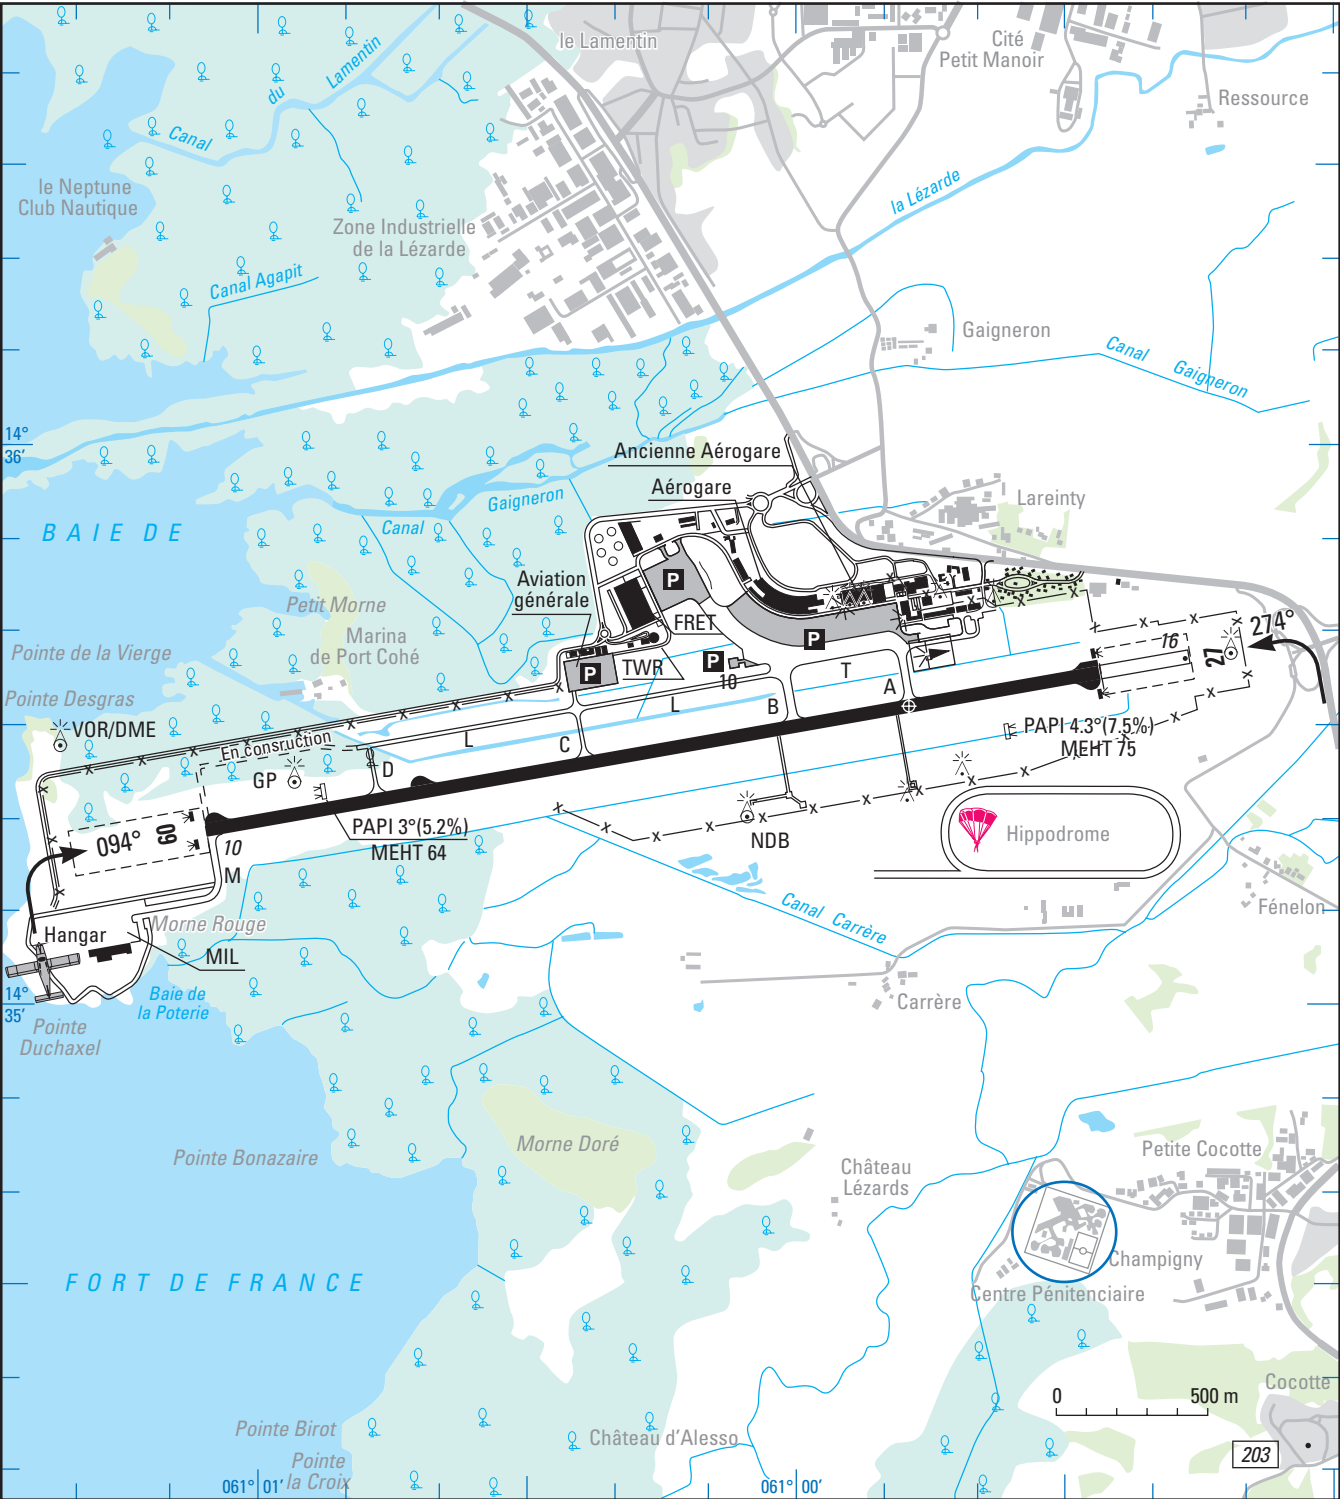 le Lamentin
Cité
Petit Manoir
Ressource
Canal
du
Lamentin
le Neptune
Club Nautique
Zone Industrielle
de la Lézarde
la Lézarde
Canal Agapit
Gaigneron
Canal
Gaigneron
14°
36'
Ancienne Aérogare
Aérogare
Lareinty
BAIE DE
Canal
Gaigneron
Aviation
générale
P
FRET
P
P
P
TWR
10
Petit Morne
Marina
de Port Cohé
Pointe de la Vierge
Pointe Desgras
VOR/DME
En consruction
GP
L
L
T
A
B
C
D
16
27
274°
PAPI 4.3°(7.5%)
MEHT 75
PAPI 3°(5.2%)
MEHT 64
094°
09
10
M
NDB
Hippodrome
Canal Carrère
Fénelon
Hangar
Morne Rouge
MIL
Baie de
la Poterie
14°
35'
Pointe
Duchaxel
Carrère
Morne Doré
Pointe Bonazaire
Château
Lézards
Petite Cocotte
Champigny
Centre Pénitenciaire
FORT DE FRANCE
0 500 m
Cocotte
Pointe Birot
Pointe
la Croix
Château d'Alesso
203
061° 01'
061° 00'